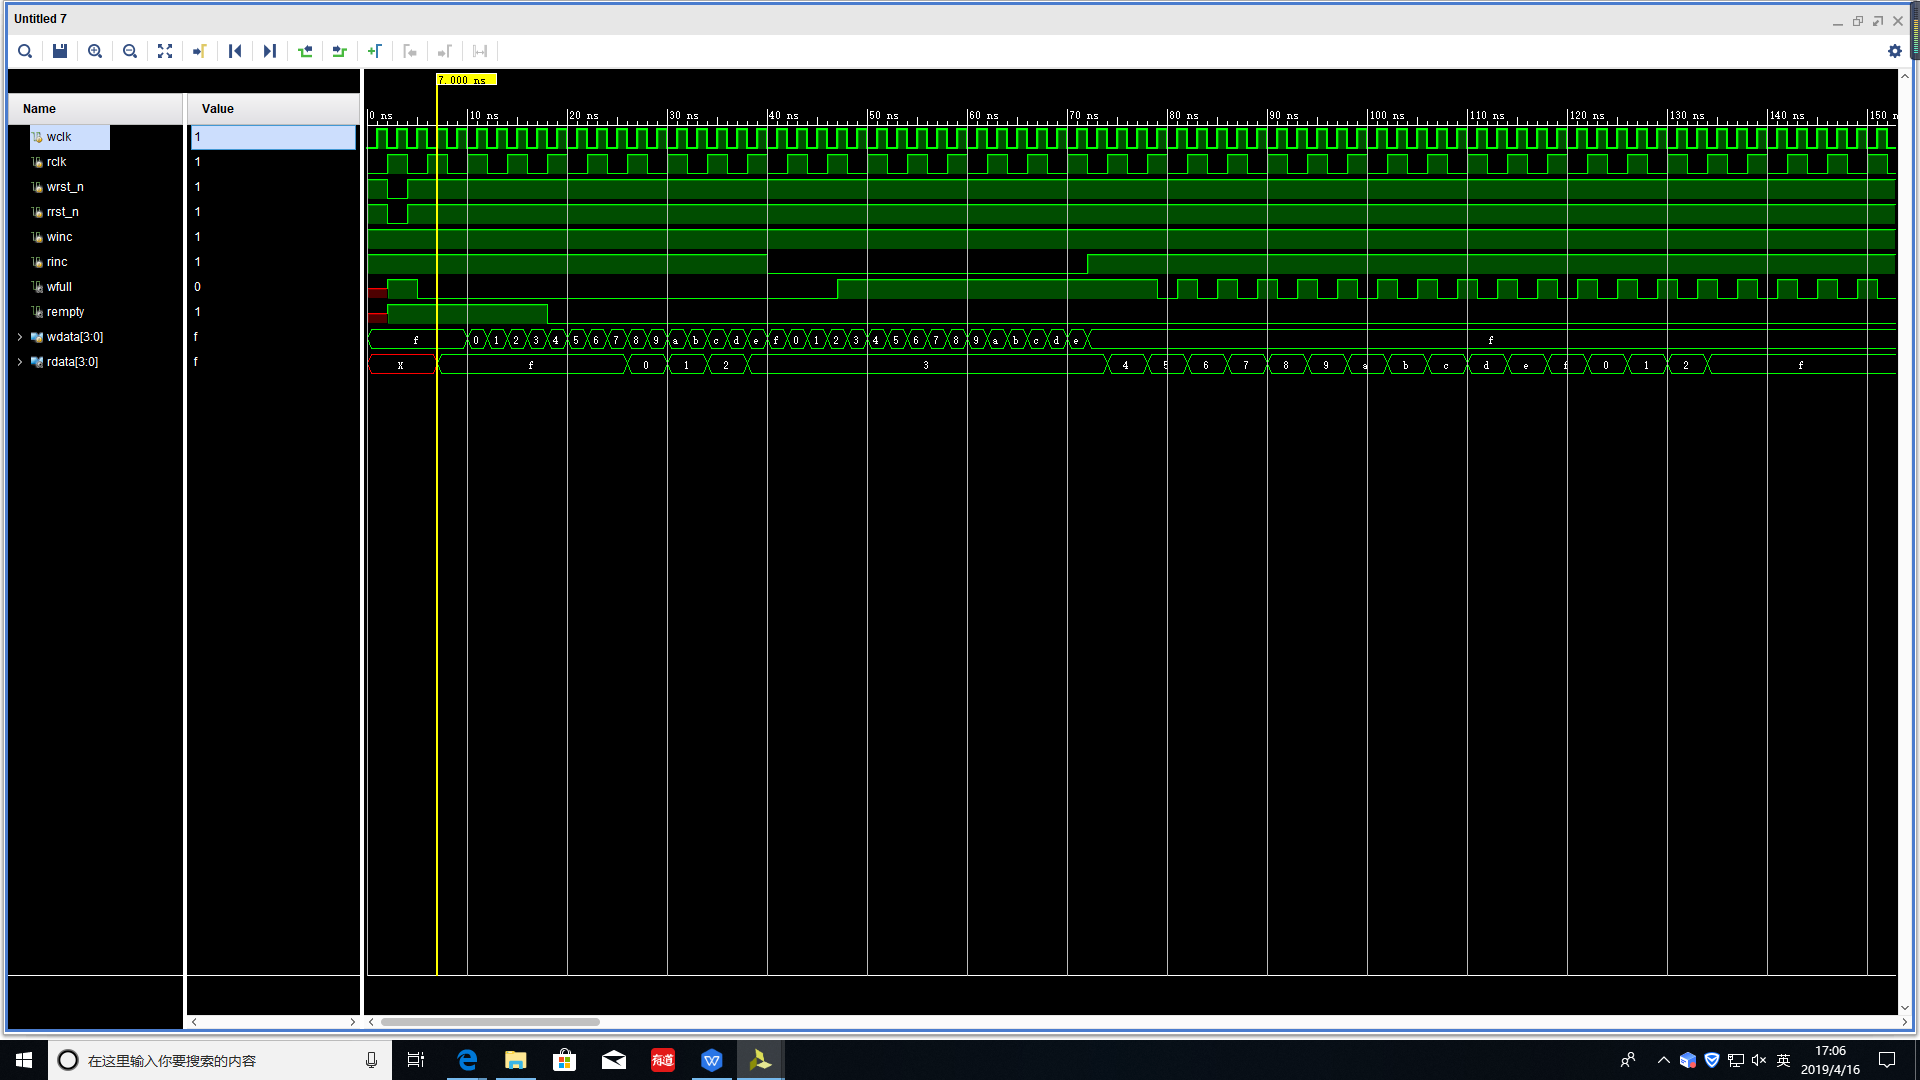 Untitled 7
7.000 ns
Name Value
0 ns 10 ns 20 ns 30 ns 40 ns 50 ns 60 ns 70 ns 80 ns 90 ns 100 ns 110 ns 120 ns 130 ns 140 ns 150 n
wclk 1
rclk 1
wrst_n 1
rrst_n 1
winc 1
rinc 1
wfull 0
rempty 1
wdata[3:0] f f 0 1 2 3 4 5 6 7 8 9 a b c d e f 0 1 2 3 4 5 6 7 8 9 a b c d e f
rdata[3:0] f X f 0 1 2 3 4 5 6 7 8 9 a b c d e f 0 1 2 f
在这里输入你要搜索的内容
有道
英
17:06
2019/4/16